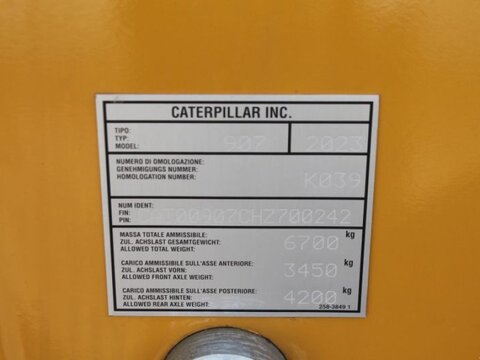 CATERPILLAR INC.
TIPO:
TYP: 907 2023
MODEL:
NUMERO DI OMOLOGAZIONE:
GENEHMIGUNGS NUMMER:
HOMOLOGATION NUMBER: K039
NUM IDENT:
FIN: CAT00907CHZ700242
PIN:
MASSA TOTALE AMMISSIBILE: kg
ZUL. ACHSLAST GESAMTGEWICHT: 6700
ALLOWED TOTAL WEIGHT:
CARICO AMMISSIBILE SULL'ASSE ANTERIORE: kg
ZUL. ACHSLAST VORN: 3450
ALLOWED FRONT AXLE WEIGHT:
CARICO AMMISSIBILE SULL'ASSE POSTERIORE: kg
ZUL. ACHSLAST HINTEN: 4200
ALLOWED REAR AXLE WEIGHT:
258-3849 1